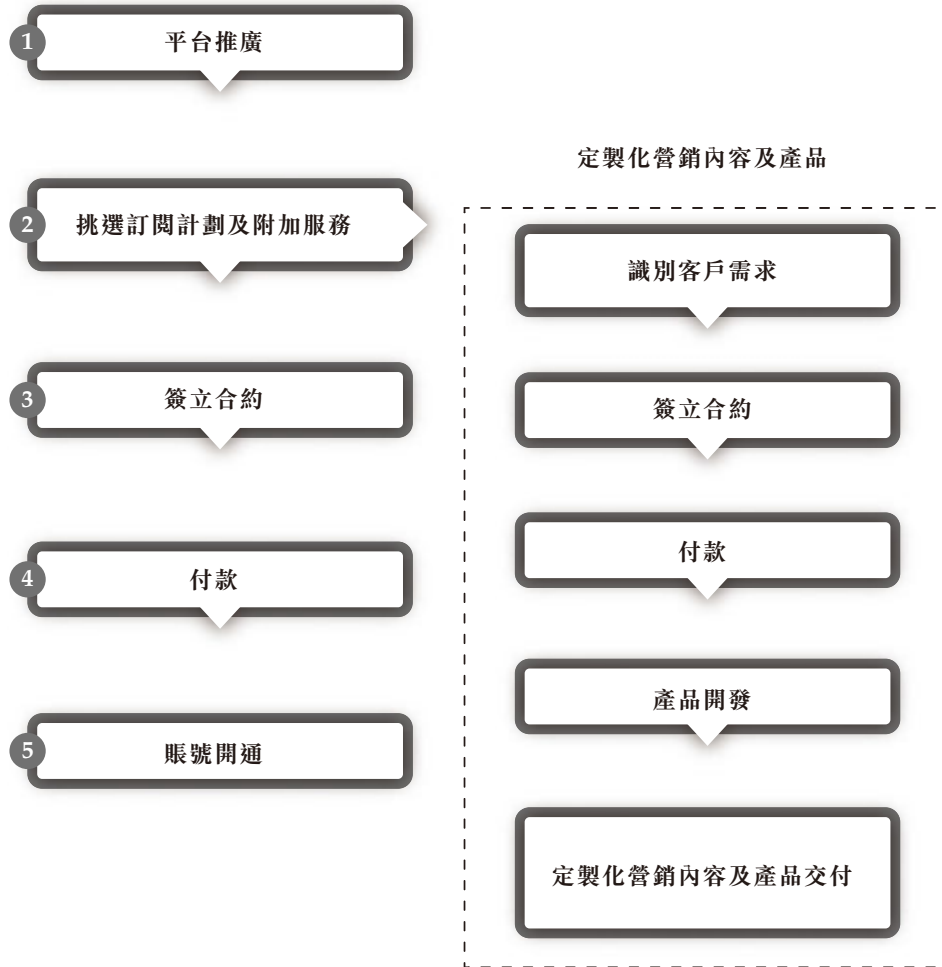 1
平台推廣
2
挑選訂閱計劃及附加服務
3
簽立合約
4
付款
5
賬號開通
定製化營銷內容及產品
識別客戶需求
簽立合約
付款
產品開發
定製化營銷內容及產品交付